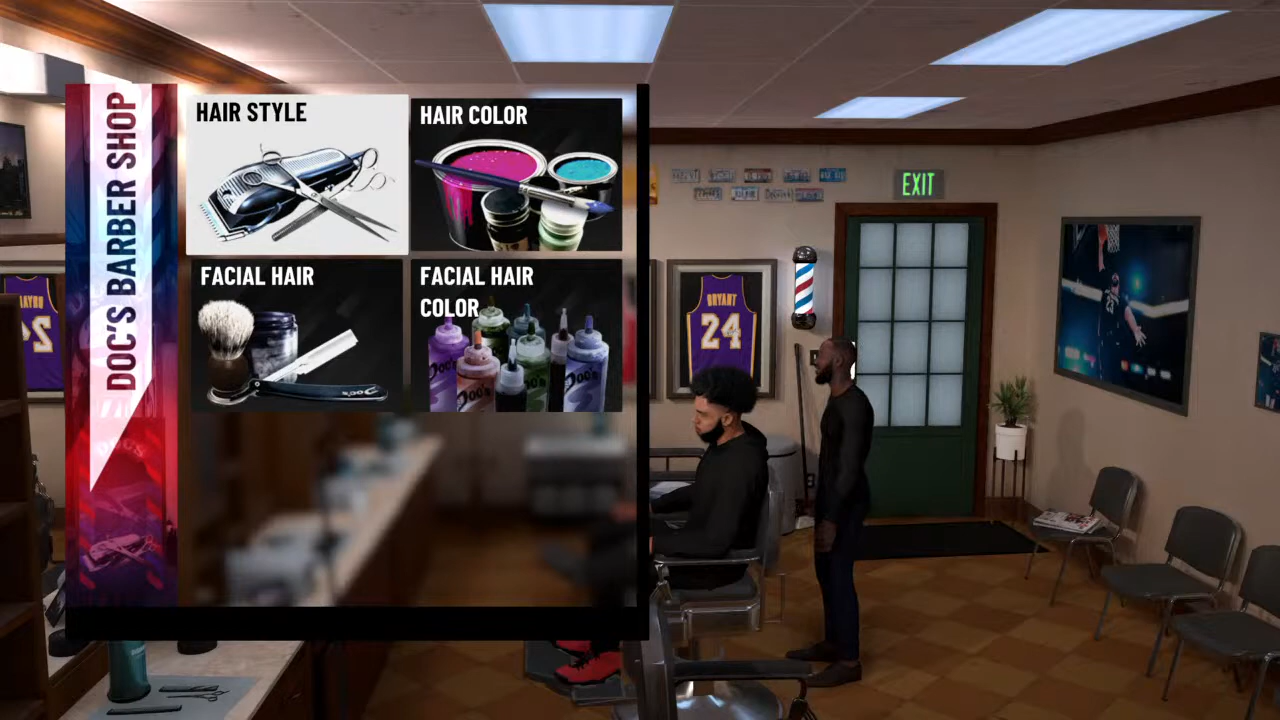 DOC'S BARBER SHOP
HAIR STYLE
HAIR COLOR
FACIAL HAIR
FACIAL HAIR
COLOR
EXIT
BRYANT
24